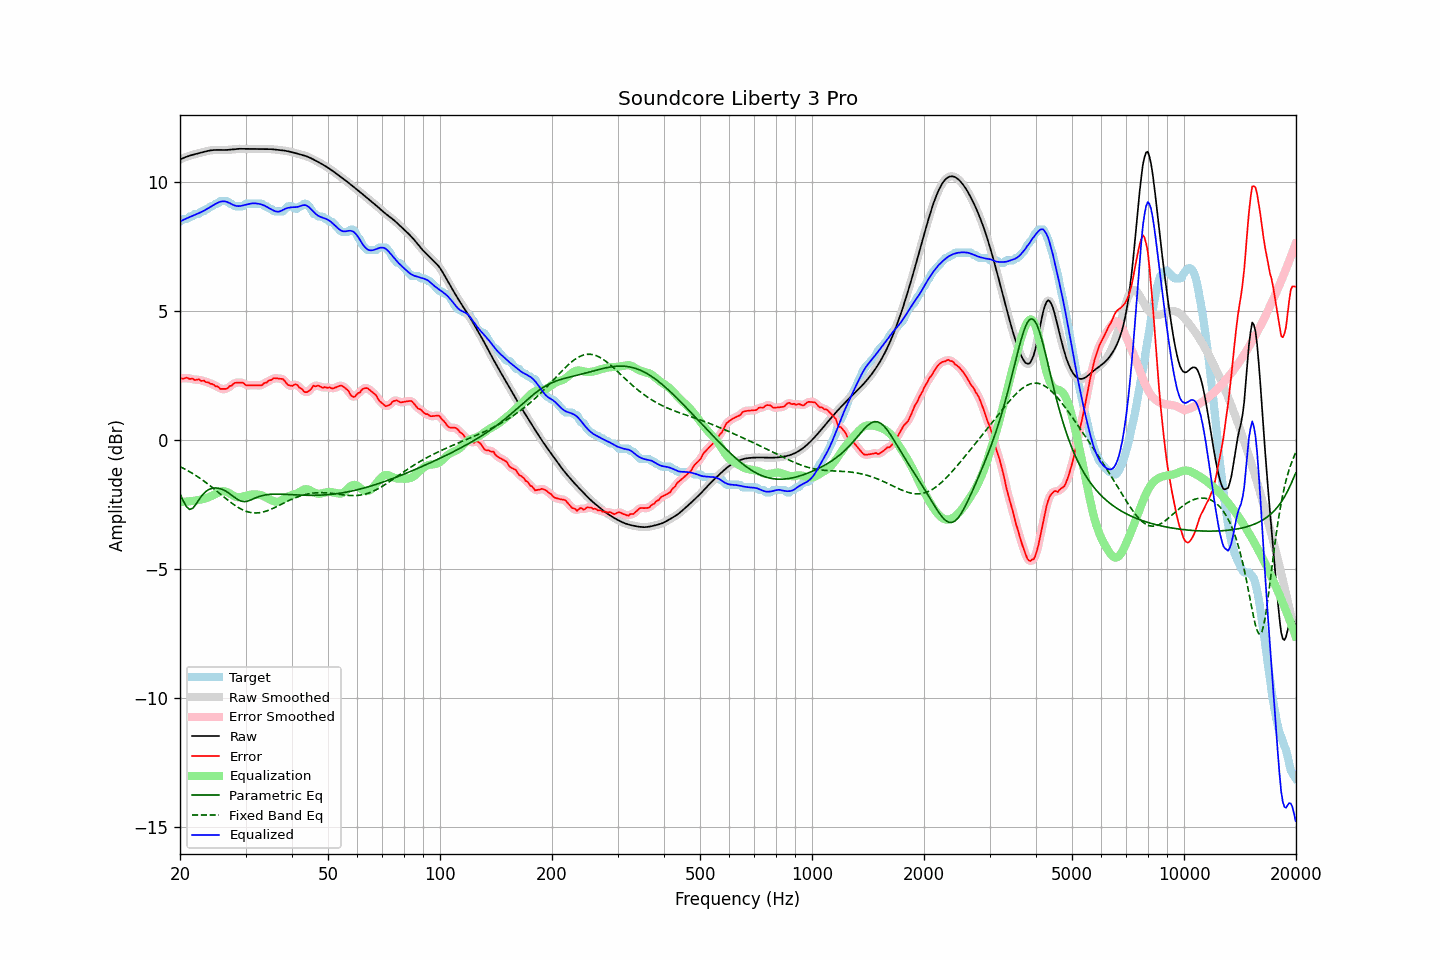 Soundcore Liberty 3 Pro
Amplitude (dBr)
10
5
0
−5
−10
−15
Target
Raw Smoothed
Error Smoothed
Raw
Error
Equalization
Parametric Eq
Fixed Band Eq
Equalized
20 50 100 200 500 1000 2000 5000 10000 20000
Frequency (Hz)